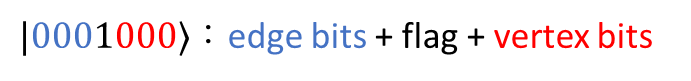 |0001000⟩ : edge bits + flag + vertex bits